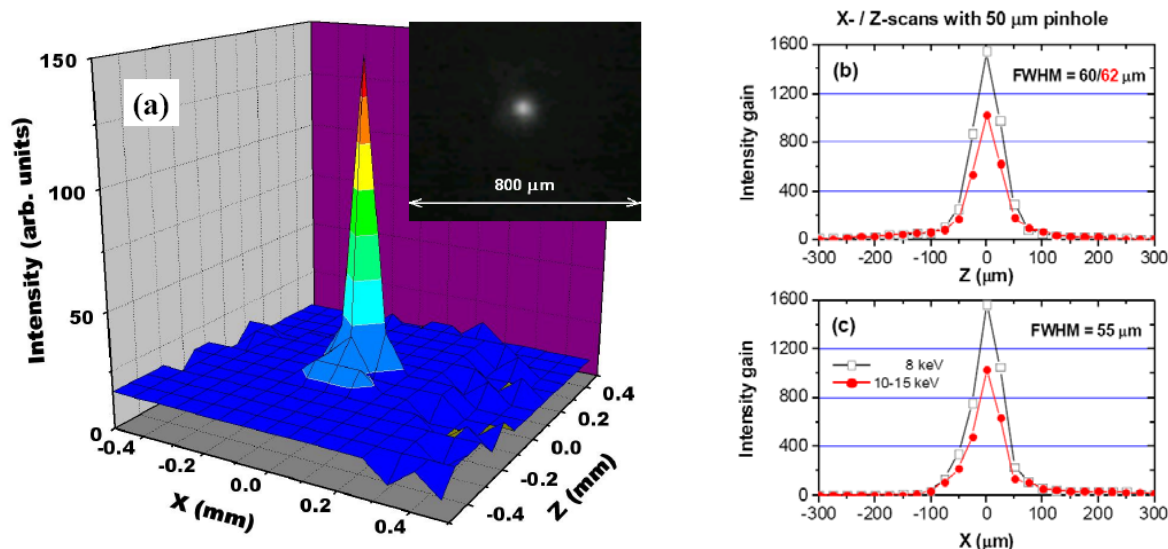 (a)
150
100
50
0
Intensity (arb. units)
-0.4
-0.2
0.0
0.2
0.4
X (mm)
-0.4
-0.2
0.0
0.2
0.4
Z (mm)
800 µm
X- / Z-scans with 50 µm pinhole
(b)
FWHM = 60/62 µm
1600
1200
800
400
0
Intensity gain
-300 -200 -100 0 100 200 300
Z (µm)
(c)
FWHM = 55 µm
8 keV
10-15 keV
1600
1200
800
400
0
Intensity gain
-300 -200 -100 0 100 200 300
X (µm)